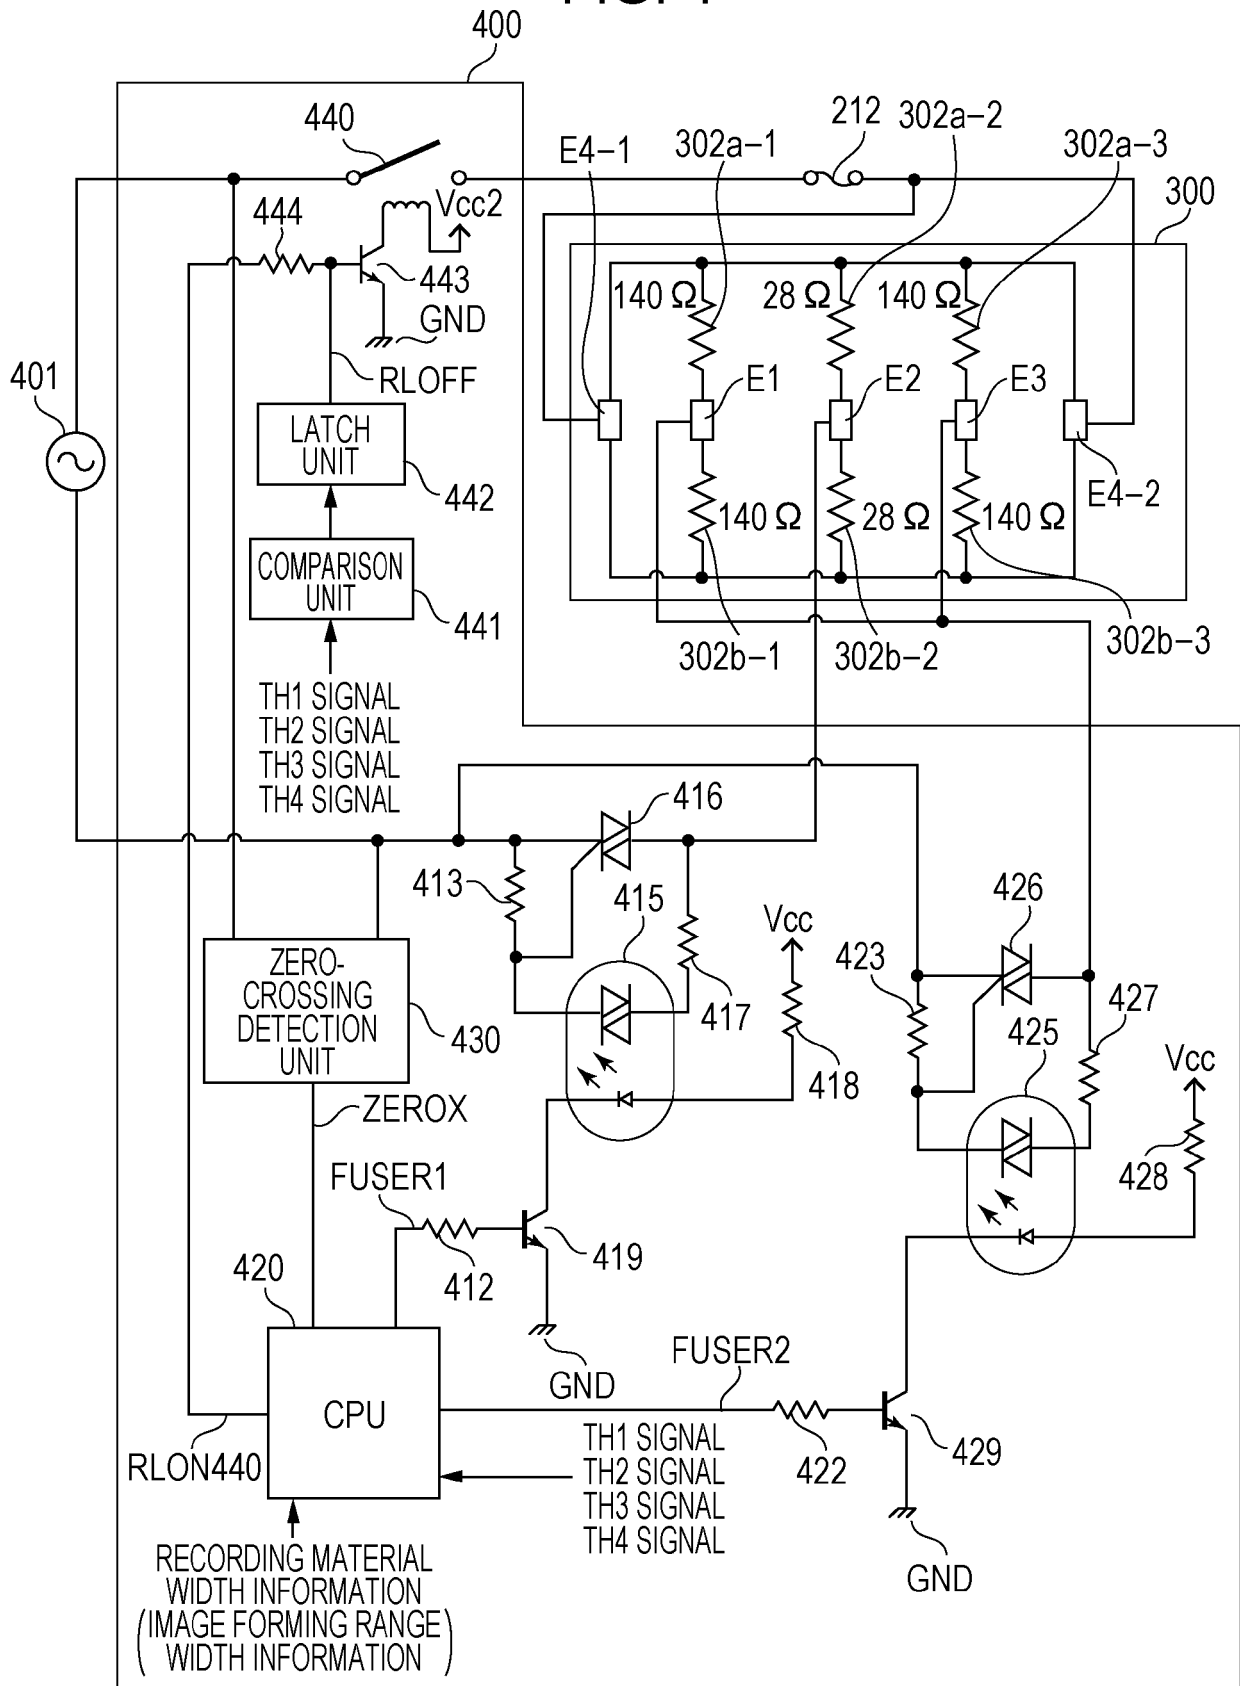 400
440
E4-1
302a-1
212
302a-2
302a-3
300
Vcc2
444
443
GND
140 Ω
28 Ω
140 Ω
401
RLOFF
E1
E2
E3
LATCH
UNIT
442
E4-2
140 Ω
28 Ω
140 Ω
COMPARISON
UNIT
441
302b-1
302b-2
302b-3
TH1 SIGNAL
TH2 SIGNAL
TH3 SIGNAL
TH4 SIGNAL
416
413
415
Vcc
426
423
427
417
425
ZERO-
CROSSING
DETECTION
UNIT
430
418
Vcc
ZEROX
428
FUSER1
412
419
420
GND
FUSER2
CPU
RLON440
422
429
TH1 SIGNAL
TH2 SIGNAL
TH3 SIGNAL
TH4 SIGNAL
GND
RECORDING MATERIAL
WIDTH INFORMATION
(IMAGE FORMING RANGE
WIDTH INFORMATION)